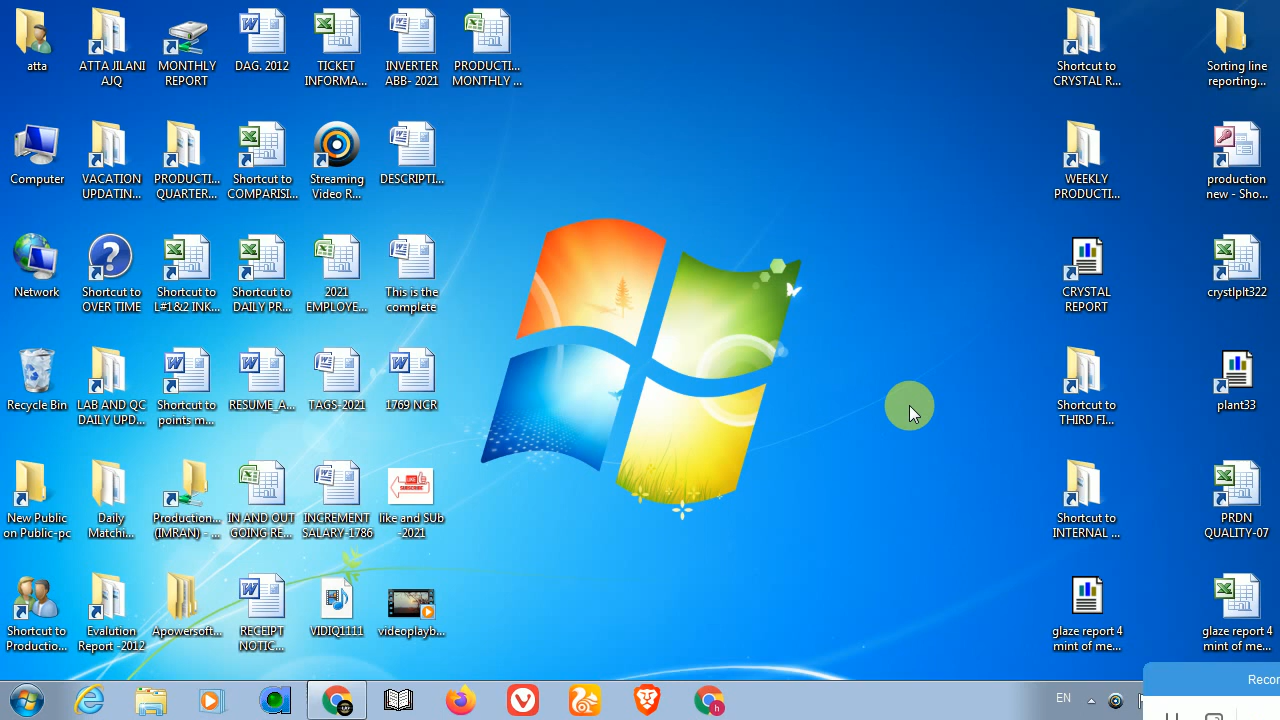 atta
ATTA JILANI
AJQ
MONTHLY
REPORT
DAG. 2012
TICKET
INFORMA...
INVERTER
ABB- 2021
PRODUCTI...
MONTHLY ...
Shortcut to
CRYSTAL R...
Sorting line
reporting...
Computer
VACATION
UPDATIN...
PRODUCTI...
QUARTER...
Shortcut to
COMPARISI...
Streaming
Video R...
DESCRIPTI...
WEEKLY
PRODUCTI...
production
new - Sho...
Network
Shortcut to
OVER TIME
Shortcut to
L#1&2 INK...
Shortcut to
DAILY PR...
2021
EMPLOYE...
This is the
complete
CRYSTAL
REPORT
crystlplt322
Recycle Bin
LAB AND QC
DAILY UPD...
Shortcut to
points m...
RESUME_A...
TAGS-2021
1769 NCR
Shortcut to
THIRD FI...
plant33
New Public
on Public-pc
Daily
Matchi...
Production...
(IMRAN) - ...
IN AND OUT
GOING RE...
INCREMENT
SALARY-1786
like and SUb
-2021
Shortcut to
INTERNAL ...
PRDN
QUALITY-07
Shortcut to
Productio...
Evalution
Report -2012
Apowersoft...
RECEIPT
NOTIC...
VIDIQ1111
videoplayb...
glaze report 4
mint of me...
glaze report 4
mint of me...
EN
Recor